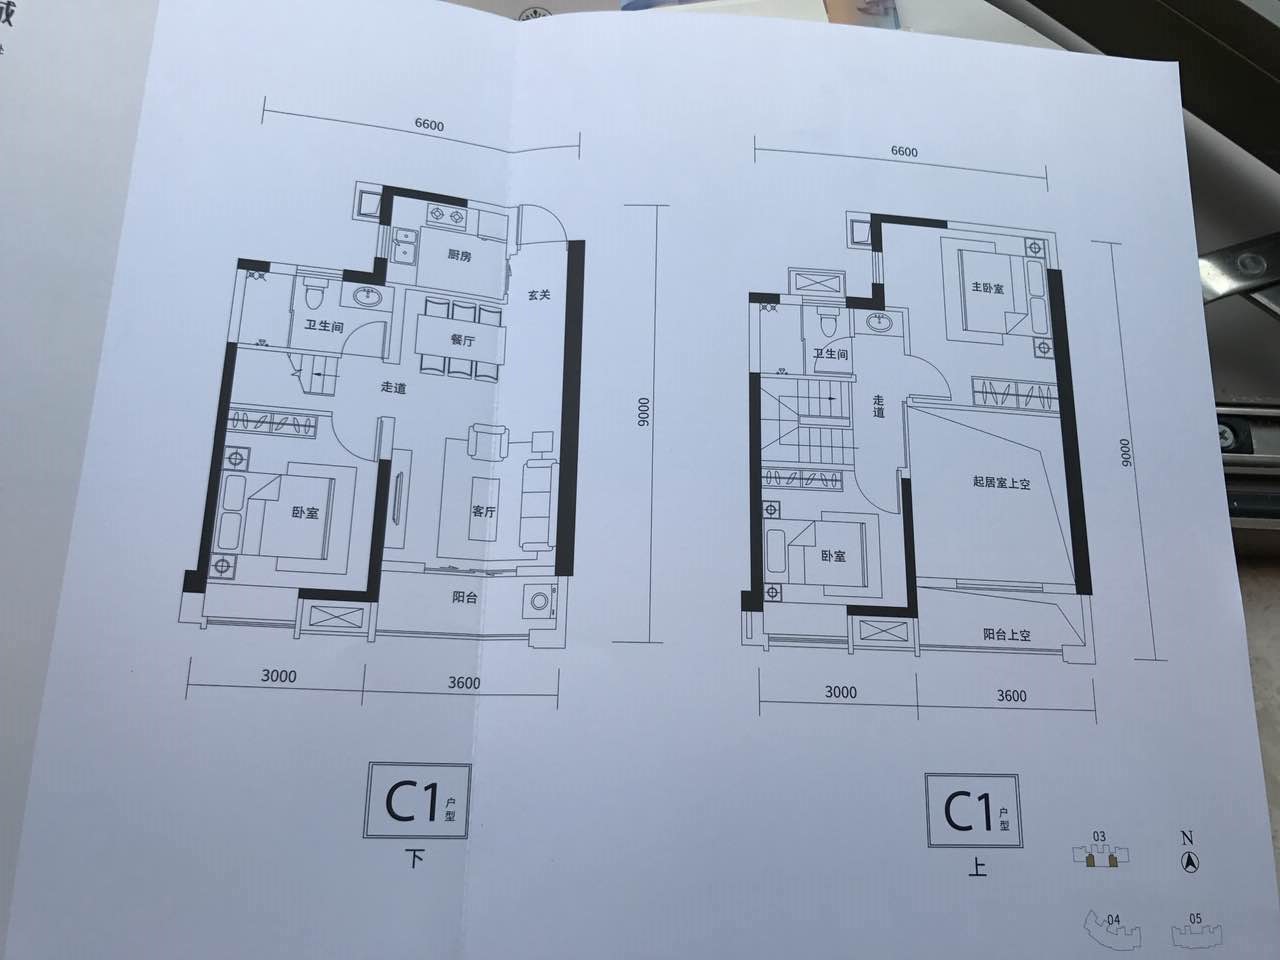 6600
厨房
玄关
卫生间
餐厅
走道
9000
卧室
客厅
阳台
3000
3600
C1
户型
下
6600
主卧室
卫生间
走道
起居室上空
9000
卧室
阳台上空
3000
3600
C1
户型
上
03
N
04
05